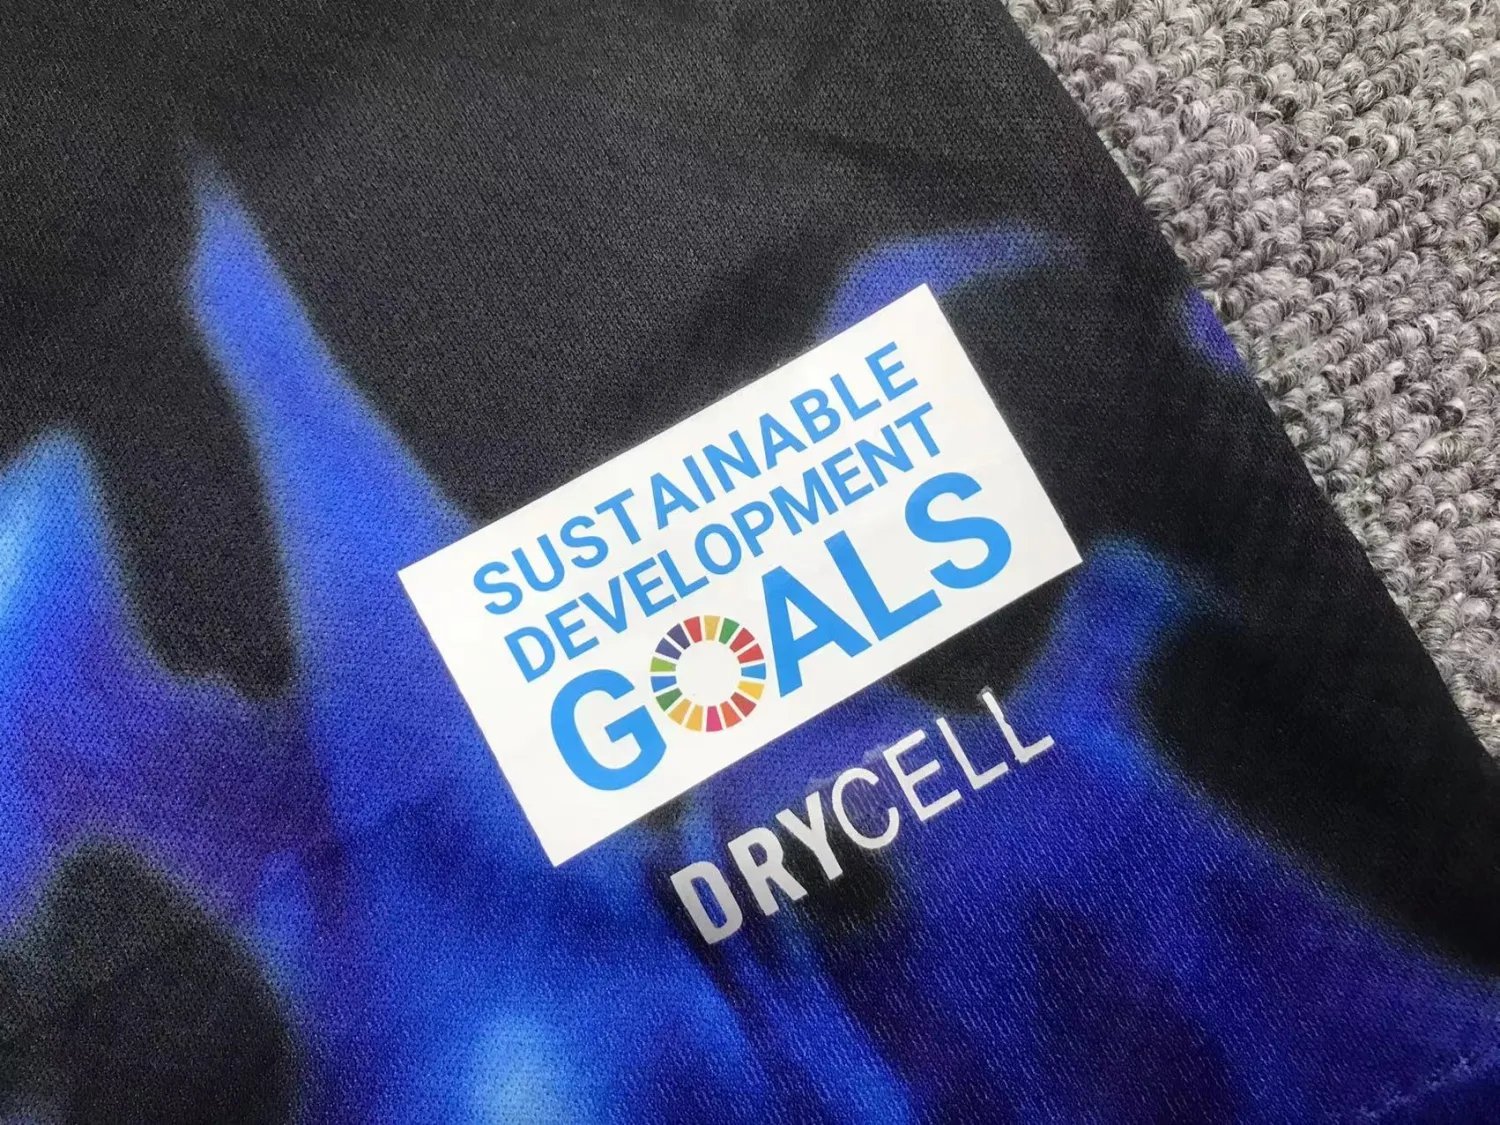 SUSTAINABLE
DEVELOPMENT
GOALS
DRYCELL